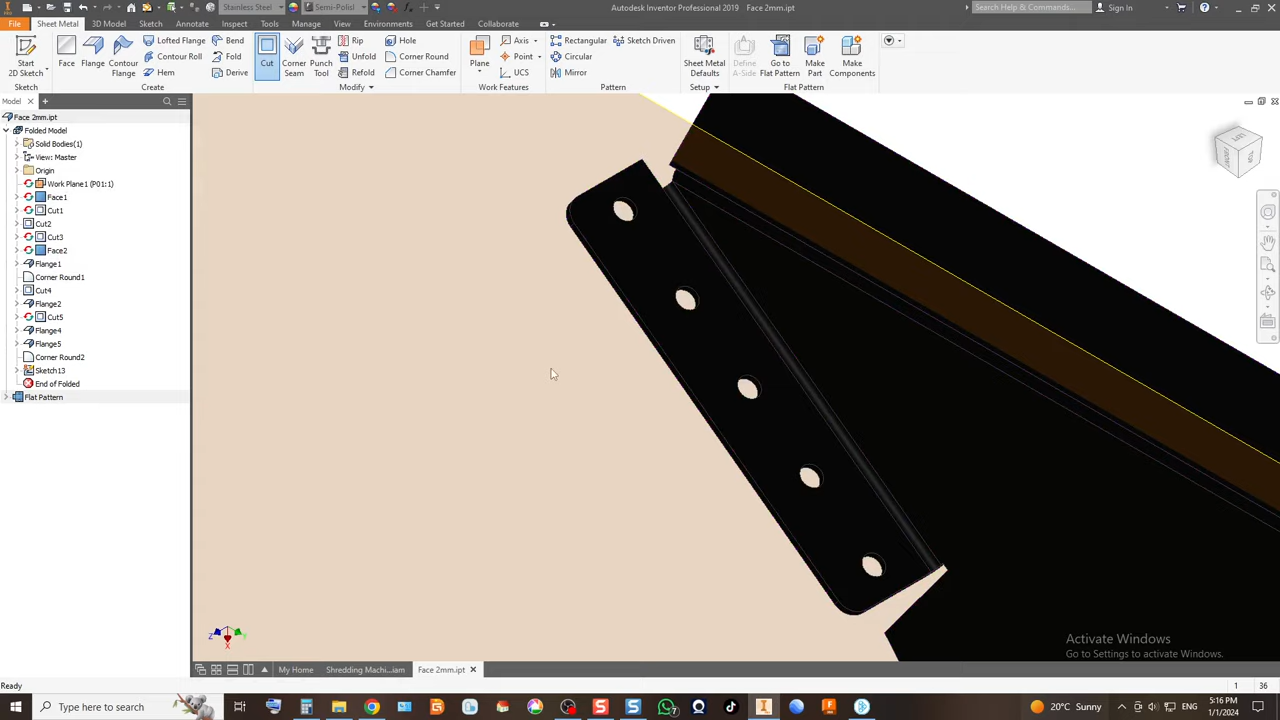 Stainless Steel
Semi-Polisl
Autodesk Inventor Professional 2019 Face 2mm.ipt
Search Help & Commands...
Sign In
File
Sheet Metal
3D Model
Sketch
Annotate
Inspect
Tools
Manage
View
Environments
Get Started
Collaborate
Start
2D Sketch
Face
Flange
Contour
Flange
Lofted Flange
Contour Roll
Hem
Bend
Fold
Derive
Cut
Corner
Seam
Punch
Tool
Rip
Unfold
Refold
Hole
Corner Round
Corner Chamfer
Plane
Axis
Point
UCS
Rectangular
Circular
Mirror
Sketch Driven
Sheet Metal
Defaults
Define
A-Side
Go to
Flat Pattern
Make
Part
Make
Components
Sketch
Create
Modify
Work Features
Pattern
Setup
Flat Pattern
Model
Face 2mm.ipt
Folded Model
Solid Bodies(1)
View: Master
Origin
Work Plane1 (P01:1)
Face1
Cut1
Cut2
Cut3
Face2
Flange1
Corner Round1
Cut4
Flange2
Cut5
Flange4
Flange5
Corner Round2
Sketch13
End of Folded
Flat Pattern
Z
Y
X
Activate Windows
Go to Settings to activate Windows.
My Home
Shredding Machi...iam
Face 2mm.ipt
Ready
1
36
Type here to search
20°C Sunny
5:16 PM
1/1/2024